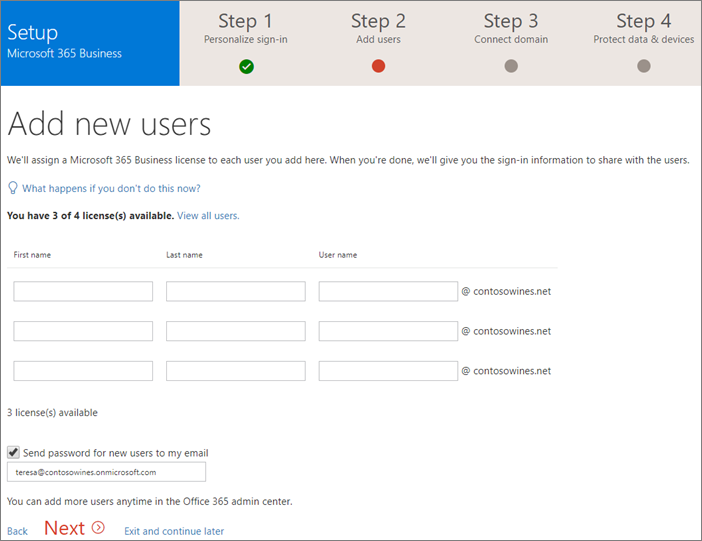 Setup
Microsoft 365 Business
Step 1
Personalize sign-in
Step 2
Add users
Step 3
Connect domain
Step 4
Protect data & devices
Add new users
We'll assign a Microsoft 365 Business license to each user you add here. When you're done, we'll give you the sign-in information to share with the users.
What happens if you don't do this now?
You have 3 of 4 license(s) available. View all users.
First name Last name User name
@ contosowines.net
@ contosowines.net
@ contosowines.net
3 license(s) available
Send password for new users to my email
teresa@contosowines.onmicrosoft.com
You can add more users anytime in the Office 365 admin center.
Back Next Exit and continue later